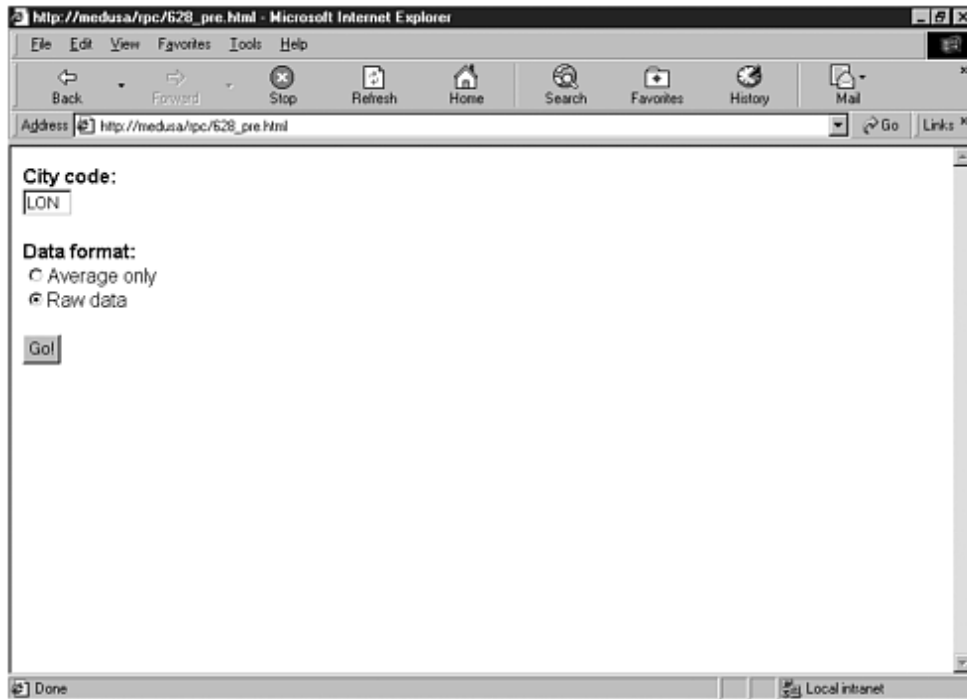 http://medusa/rpc/628_pre.html - Microsoft Internet Explorer
File Edit View Favorites Tools Help
Back Forward Stop Refresh Home Search Favorites History Mail
Address http://medusa/rpc/628_pre.html Go Links
City code:
LON
Data format:
Average only
Raw data
Go!
Done Local intranet